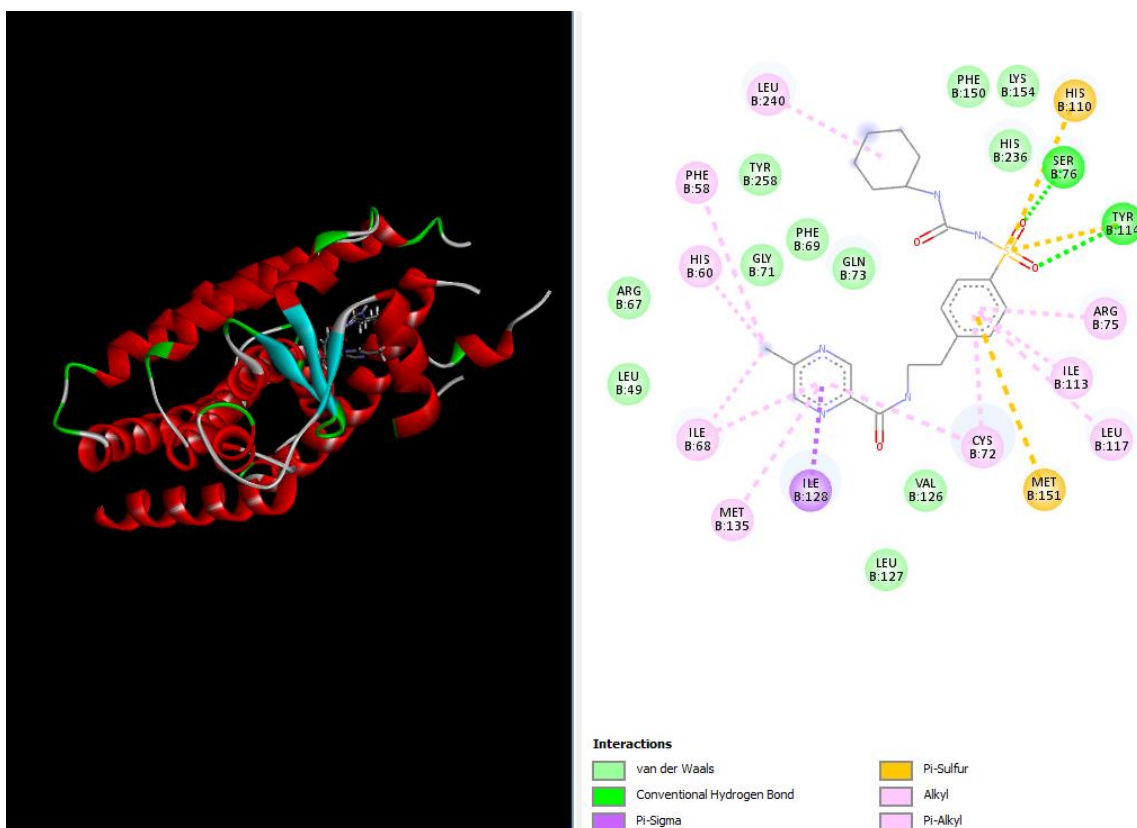 LEU
B:240
PHE
B:150
LYS
B:154
HIS
B:110
HIS
B:236
SER
B:76
PHE
B:58
TYR
B:258
TYR
B:114
PHE
B:69
HIS
B:60
GLY
B:71
GLN
B:73
ARG
B:67
ARG
B:75
LEU
B:49
ILE
B:113
ILE
B:68
CYS
B:72
LEU
B:117
ILE
B:128
VAL
B:126
MET
B:151
MET
B:135
LEU
B:127
N
O
N
O
S
O
N
N
N
O
Interactions
van der Waals
Conventional Hydrogen Bond
Pi-Sigma
Pi-Sulfur
Alkyl
Pi-Alkyl